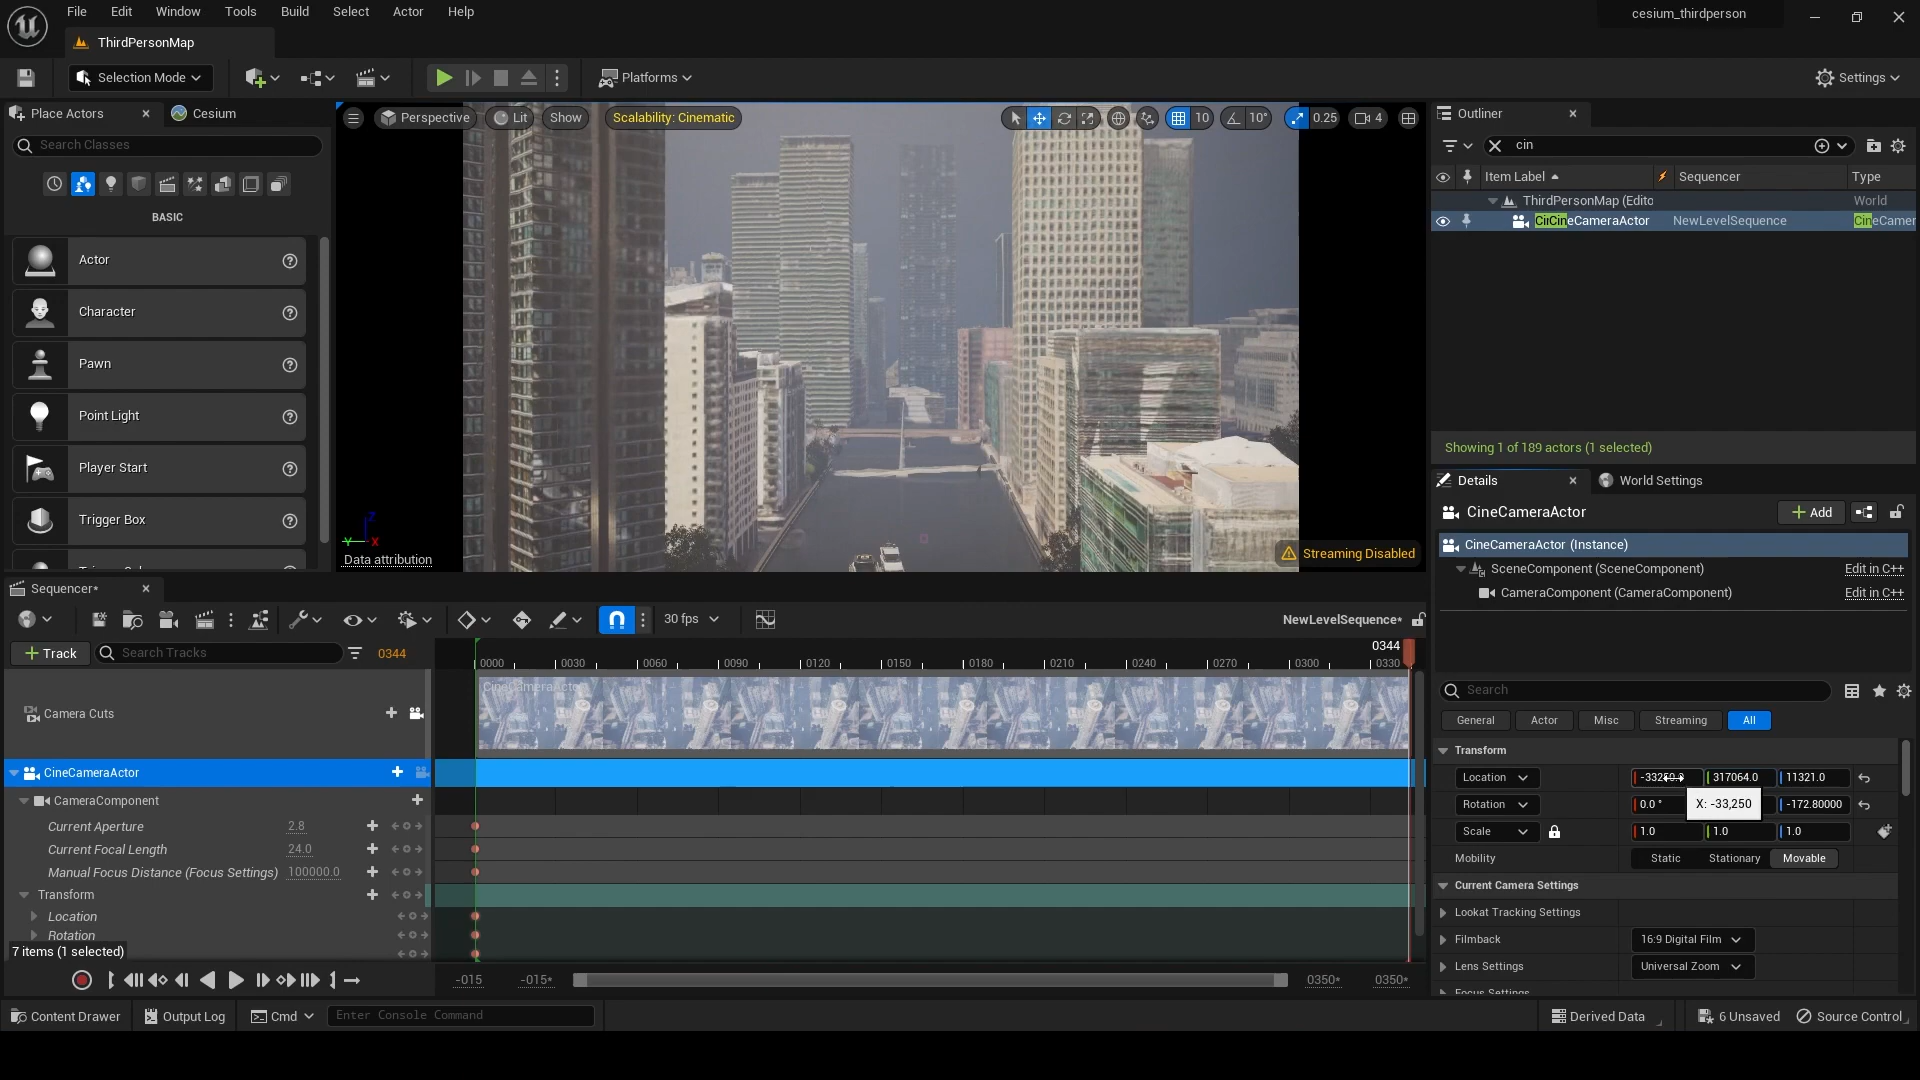 File Edit Window Tools Build Select Actor Help
cesium_thirdperson
ThirdPersonMap
Selection Mode
Platforms
Settings
Place Actors
Cesium
Search Classes
BASIC
Actor
Character
Pawn
Point Light
Player Start
Trigger Box
Perspective Lit Show Scalability: Cinematic
10 10° 0.25 4
Z
Y X
Data attribution
Streaming Disabled
Outliner
cin
Item Label Sequencer Type
ThirdPersonMap (Edito World
CineCameraActor NewLevelSequence CineCamer
Showing 1 of 189 actors (1 selected)
Details World Settings
CineCameraActor Add
CineCameraActor (Instance)
SceneComponent (SceneComponent) Edit in C++
CameraComponent (CameraComponent) Edit in C++
Search
General Actor Misc Streaming All
Transform
Location 317064.0 11321.0
Rotation 0.0 ° -172.80000
X: -33,250
Scale 1.0 1.0 1.0
Mobility Static Stationary Movable
Current Camera Settings
Lookat Tracking Settings
Filmback 16:9 Digital Film
Lens Settings Universal Zoom
Focus Settings
Sequencer*
30 fps
NewLevelSequence*
Track Search Tracks 0344
0344
0000 0030 0060 0090 0120 0150 0180 0210 0240 0270 0300 0330
Camera Cuts
CineCameraActor
CineCameraActor
CameraComponent
Current Aperture 2.8
Current Focal Length 24.0
Manual Focus Distance (Focus Settings) 100000.0
Transform
Location
Rotation
7 items (1 selected)
-015 -015* 0350* 0350*
Content Drawer Output Log Cmd Enter Console Command
Derived Data 6 Unsaved Source Control